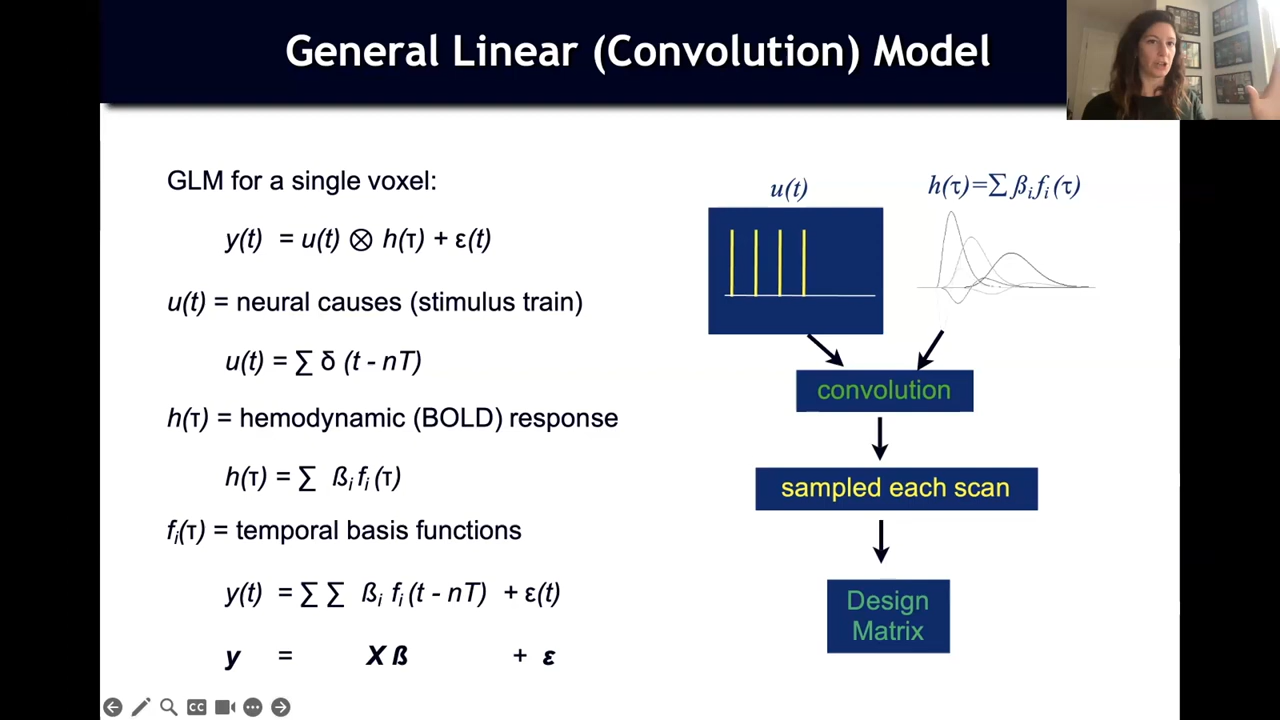 General Linear (Convolution) Model
GLM for a single voxel:
y(t) = u(t) ⊗ h(τ) + ε(t)
u(t) = neural causes (stimulus train)
u(t) = ∑ δ (t - nT)
h(τ) = hemodynamic (BOLD) response
h(τ) = ∑ ßi fi (τ)
fi(τ) = temporal basis functions
y(t) = ∑ ∑ ßi fi (t - nT) + ε(t)
y = X ß + ε
u(t)
h(τ)=∑ ßi fi (τ)
convolution
sampled each scan
Design
Matrix
CC